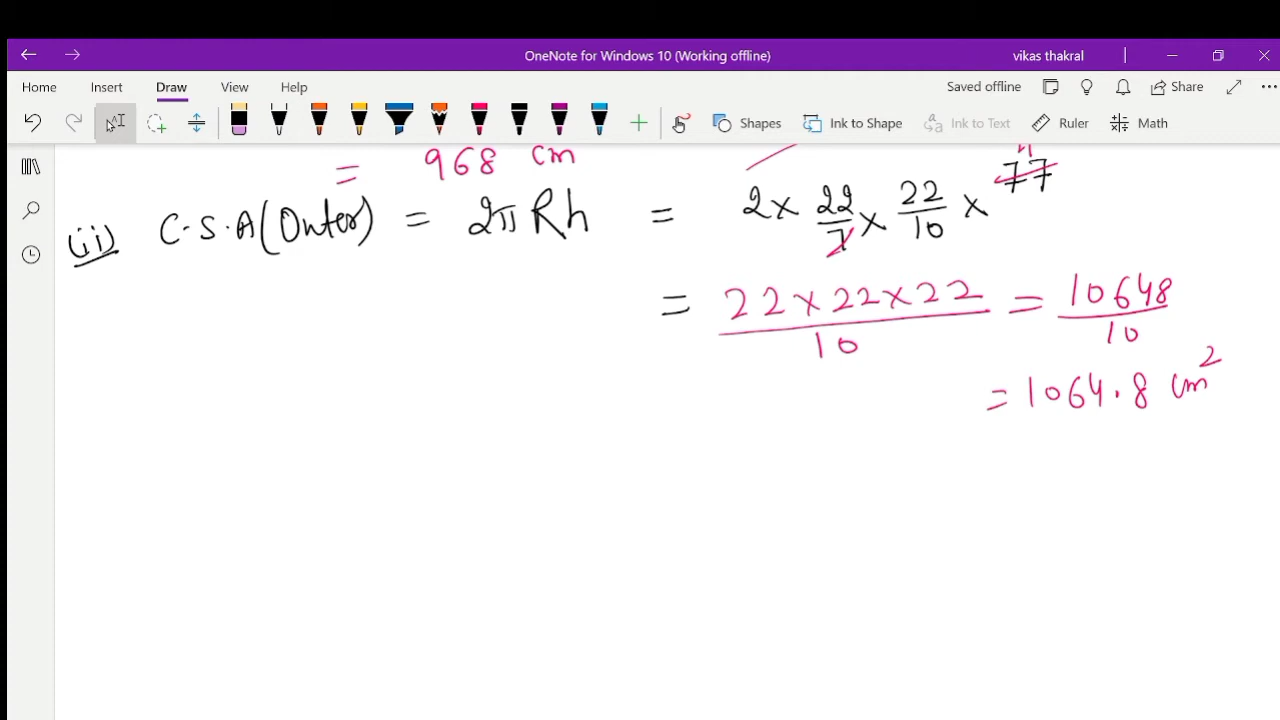 OneNote for Windows 10 (Working offline) vikas thakral
Home Insert Draw View Help Saved offline Share
Shapes Ink to Shape Ink to Text Ruler Math
= 968 cm
(ii) C.S.A(Outer) = 2πRh = 2 × 22/7 × 22/10 × 77 11
= 22×22×22/10 = 10648/10
= 1064.8 cm²